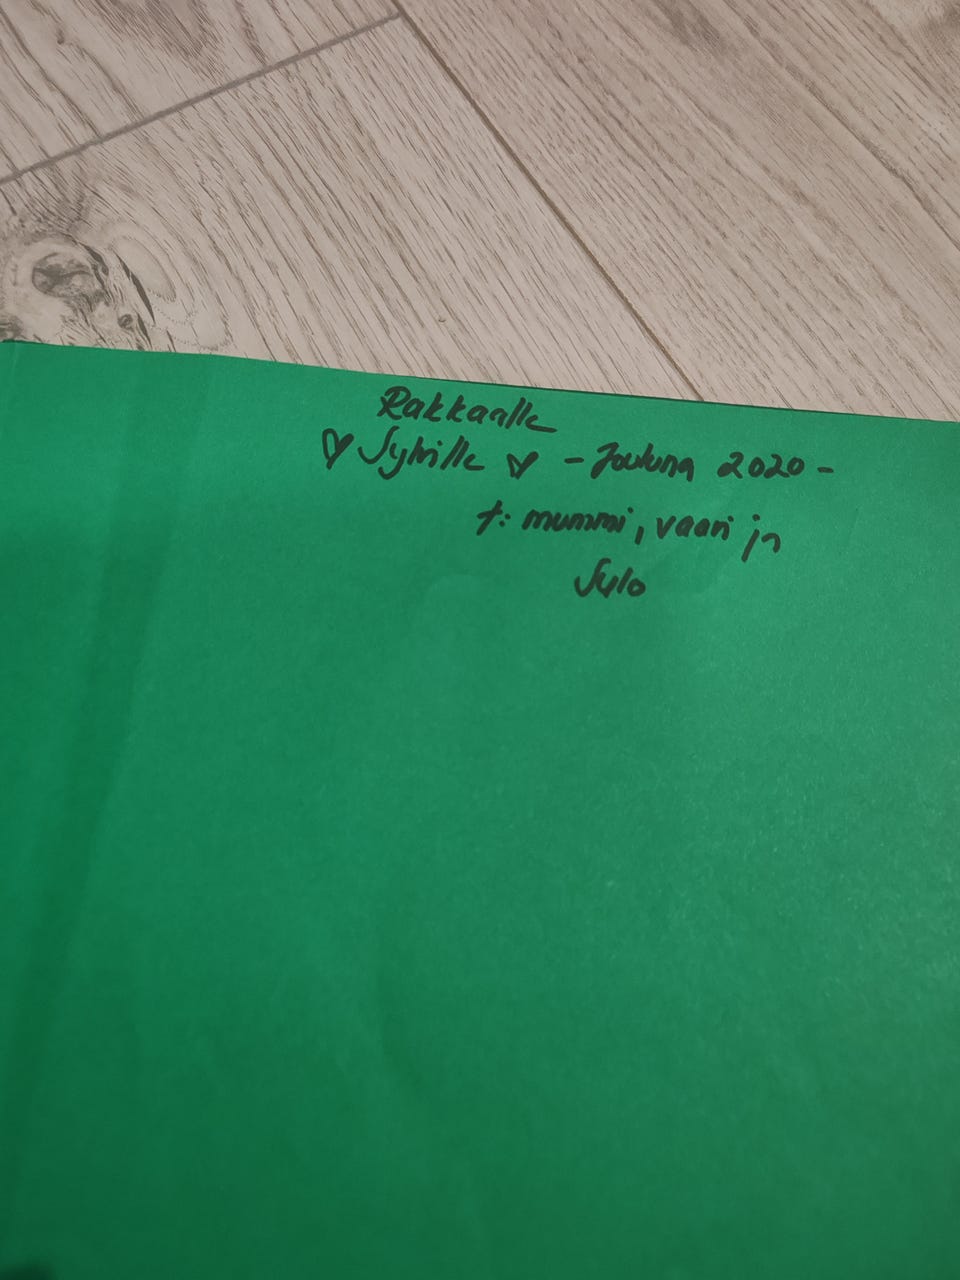 Rakkaalle
♡ Sylville ♡ - Jouluna 2020 -
t: mummi, vaari ja
Sulo